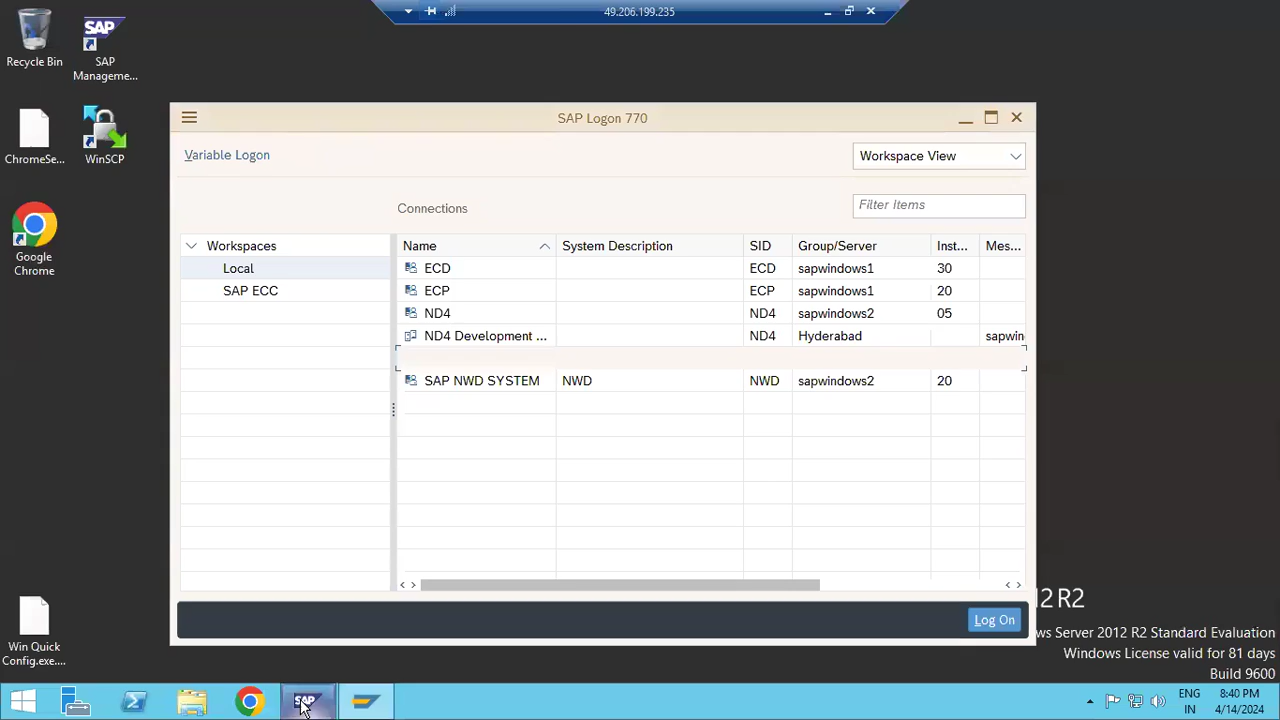 49.206.199.235
Recycle Bin
SAP
Manageme...
ChromeSe...
WinSCP
Google
Chrome
Win Quick
Config.exe....
SAP Logon 770
Variable Logon
Workspace View
Connections
Filter Items
Workspaces
Local
SAP ECC
Name System Description SID Group/Server Inst... Mes...
ECD ECD sapwindows1 30
ECP ECP sapwindows1 20
ND4 ND4 sapwindows2 05
ND4 Development ... ND4 Hyderabad sapwin
SAP NWD SYSTEM NWD NWD sapwindows2 20
Log On
12 R2
ws Server 2012 R2 Standard Evaluation
Windows License valid for 81 days
Build 9600
SAP
ENG
IN
8:40 PM
4/14/2024